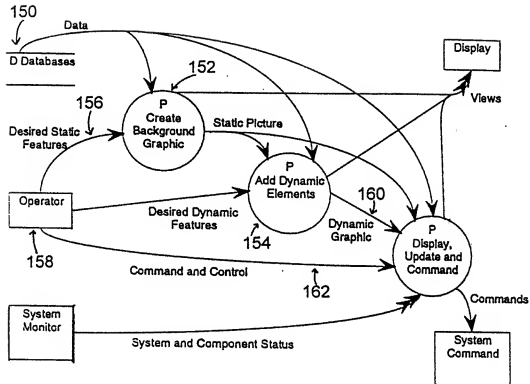 150
Data
D Databases
152
Display
P
Create
Background
Graphic
Views
156
Desired Static
Features
Static Picture
P
Add Dynamic
Elements
Operator
158
Desired Dynamic
Features
154
160
Dynamic
Graphic
P
Display,
Update and
Command
Command and Control
162
System
Monitor
System and Component Status
Commands
System
Command